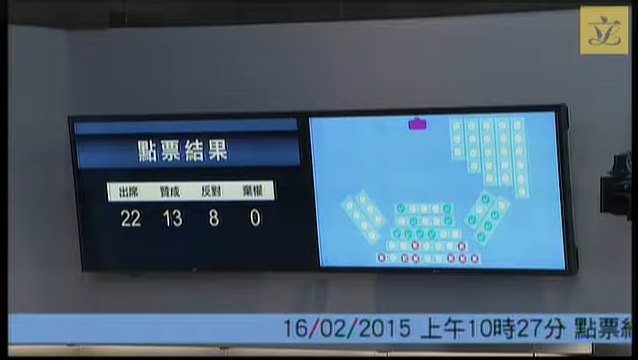 立
點票結果
出席 贊成 反對 棄權
22 13 8 0
16/02/2015 上午10時27分 點票結